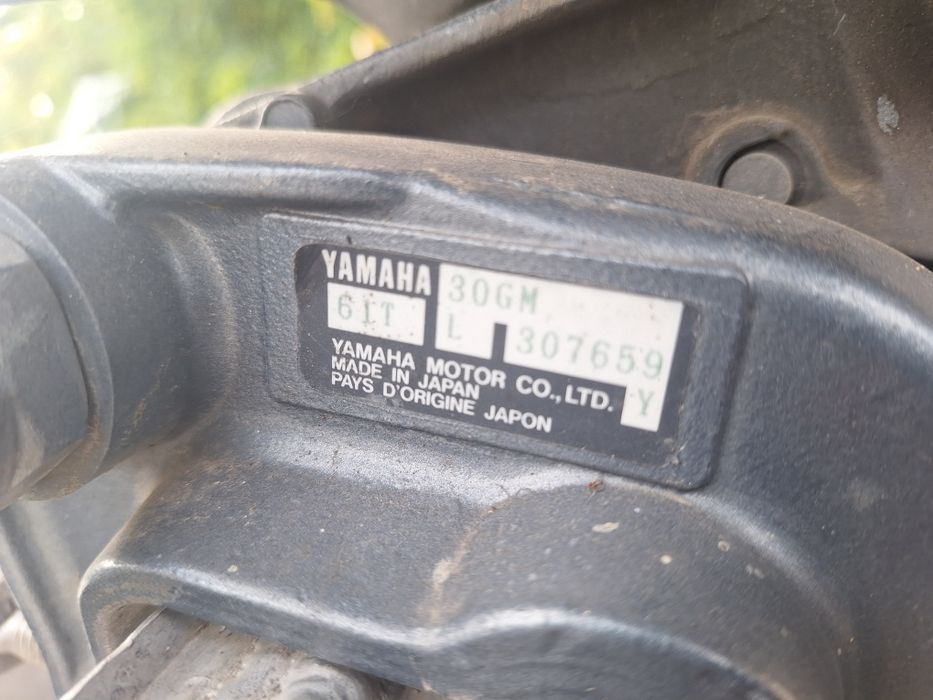 YAMAHA 30GM
61T L 307659
Y
YAMAHA MOTOR CO., LTD.
MADE IN JAPAN
PAYS D'ORIGINE JAPON